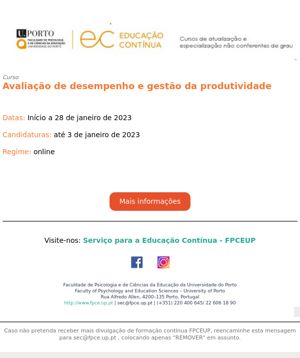 U.PORTO
FACULDADE DE PSICOLOGIA
E DE CIÊNCIAS DA EDUCAÇÃO
UNIVERSIDADE DO PORTO
ec EDUCAÇÃO
CONTÍNUA
Cursos de atualização e
especialização não conferentes de grau
Curso
Avaliação de desempenho e gestão da produtividade
Datas: Início a 28 de janeiro de 2023
Candidaturas: até 3 de janeiro de 2023
Regime: online
Mais informações
Visite-nos: Serviço para a Educação Contínua - FPCEUP
Faculdade de Psicologia e da Ciências da Educação da Universidade do Porto
Faculty of Psychology and Education Sciences - University of Porto
Rua Alfredo Allen, 4200-135 Porto, Portugal
http://www.fpce.up.pt | sec@fpce.up.pt | (+351) 220 400 645/ 22 606 18 90
Caso não pretenda receber mais divulgação de formação contínua FPCEUP, reencaminhe esta mensagem
para sec@fpce.up.pt , colocando apenas "REMOVER" em assunto.